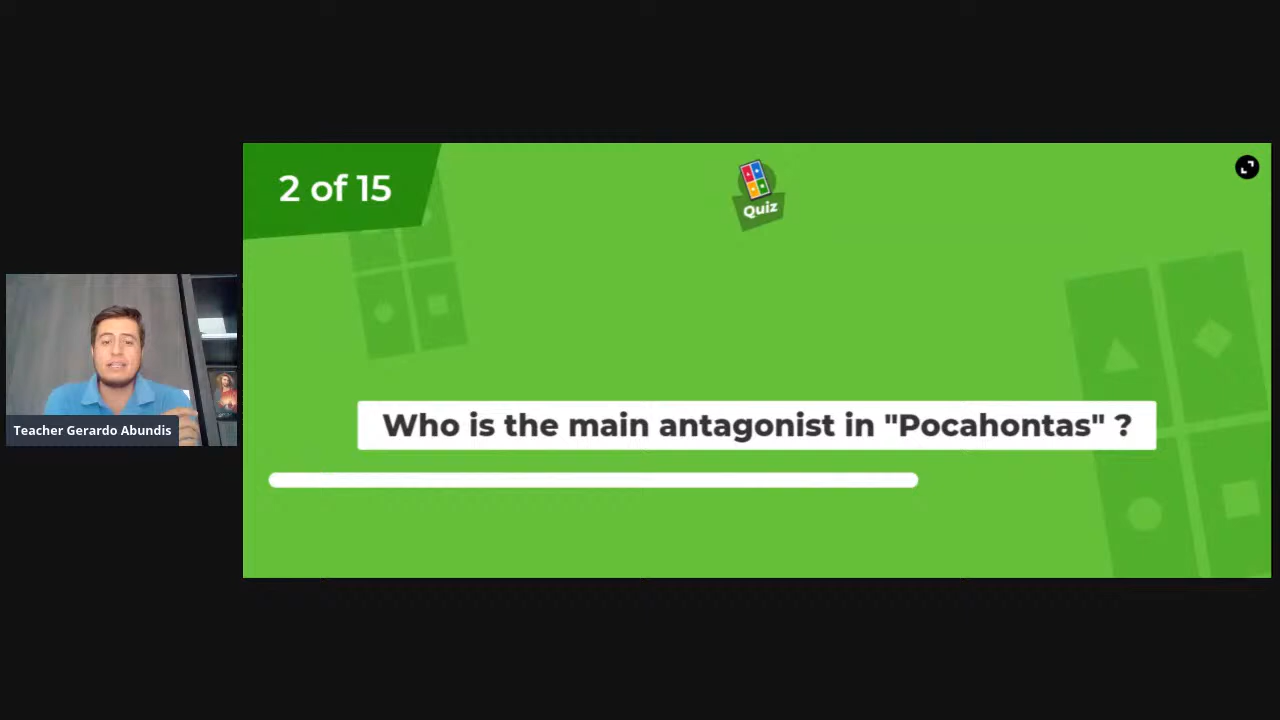 2 of 15
Quiz
Who is the main antagonist in "Pocahontas" ?
Teacher Gerardo Abundis